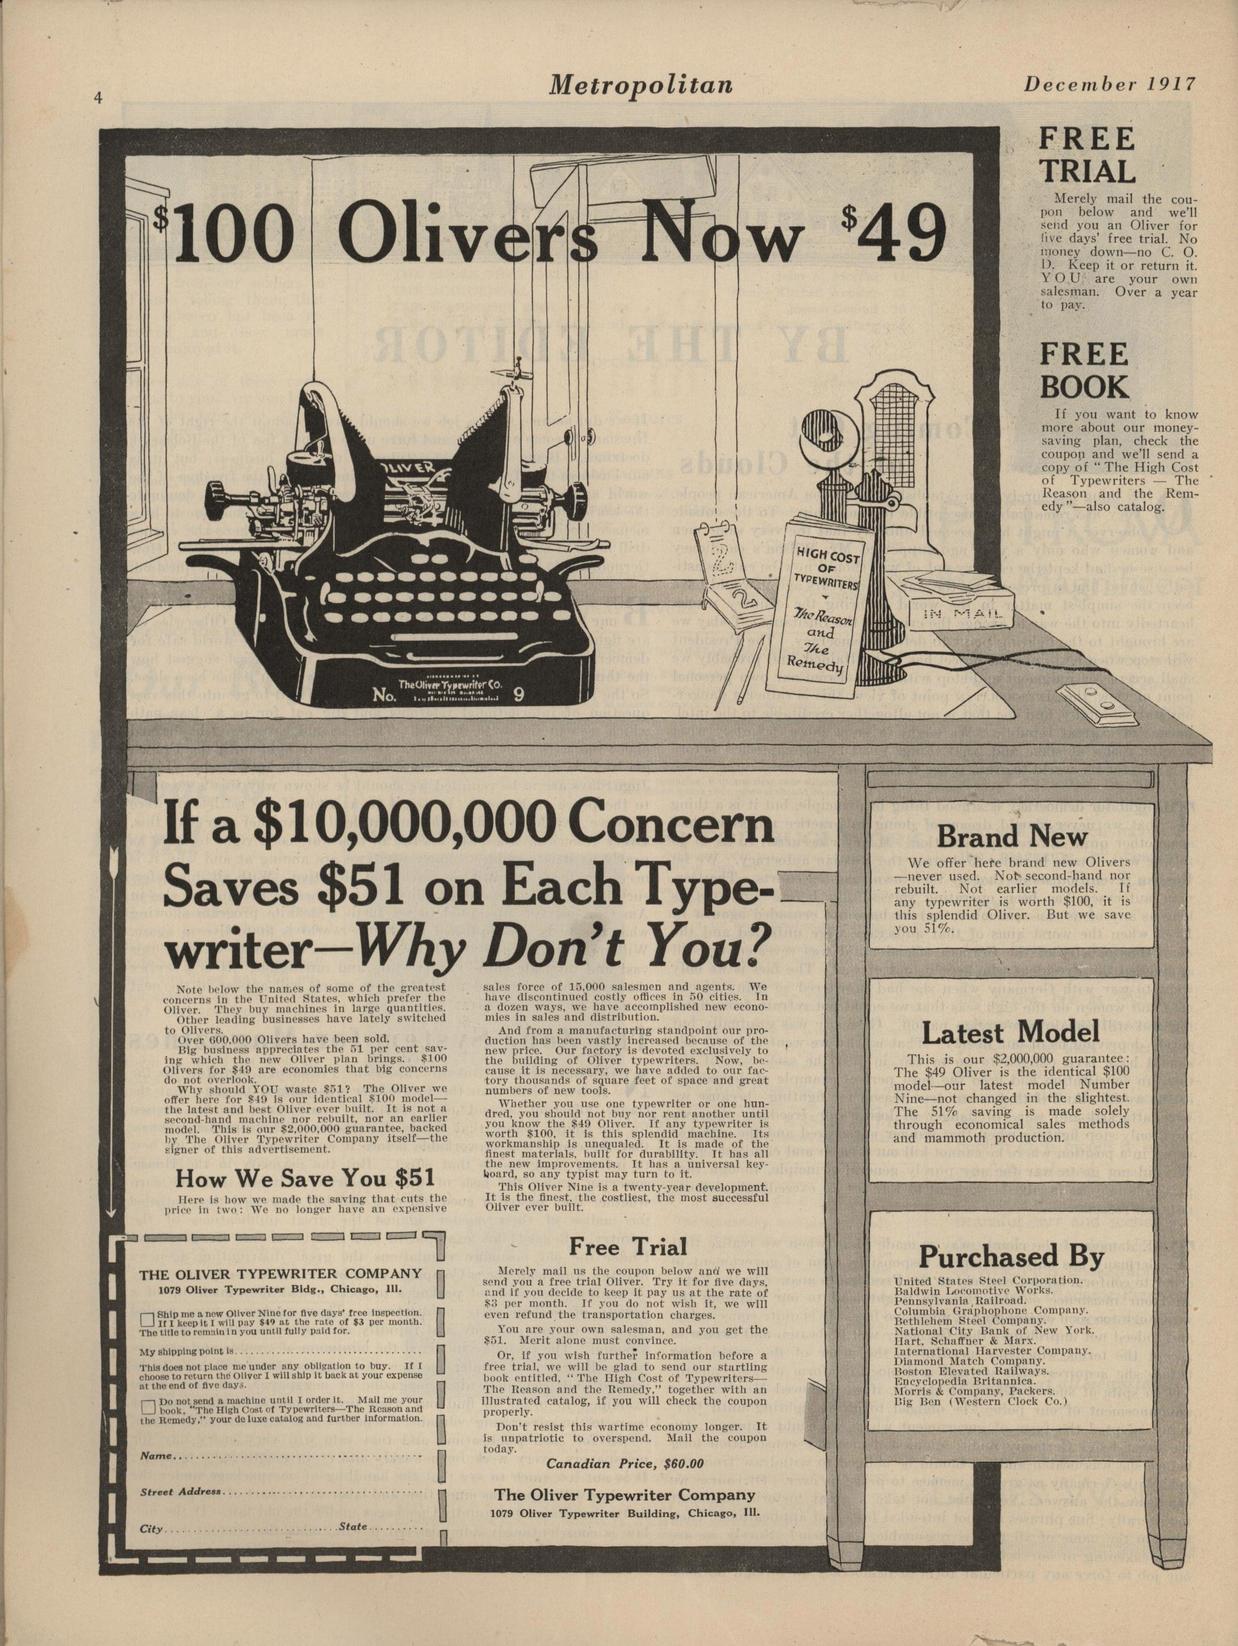 4
Metropolitan
December 1917
$100 Olivers Now $49
FREE
TRIAL
Merely mail the cou-
pon below and we'll
send you an Oliver for
five days' free trial. No
money down—no C. O.
D. Keep it or return it.
YOU are your own
salesman. Over a year
to pay.
FREE
BOOK
If you want to know
more about our money-
saving plan, check the
coupon and we'll send a
copy of "The High Cost
of Typewriters — The
Reason and the Rem-
edy"—also catalog.
OLIVER
The Oliver Typewriter Co.
No. 9
2
2
HIGH COST
OF
TYPEWRITERS
The Reason
and
The
Remedy
IN MAIL
If a $10,000,000 Concern
Saves $51 on Each Type-
writer—Why Don't You?
Note below the names of some of the greatest
concerns in the United States, which prefer the
Oliver. They buy machines in large quantities.
Other leading businesses have lately switched
to Olivers.
Over 600,000 Olivers have been sold.
Big business appreciates the 51 per cent sav-
ing which the new Oliver plan brings. $100
Olivers for $49 are economies that big concerns
do not overlook.
Why should YOU waste $51? The Oliver we
offer here for $49 is our identical $100 model—
the latest and best Oliver ever built. It is not a
second-hand machine nor rebuilt, nor an earlier
model. This is our $2,000,000 guarantee, backed
by The Oliver Typewriter Company itself—the
signer of this advertisement.
How We Save You $51
Here is how we made the saving that cuts the
price in two: We no longer have an expensive
sales force of 15,000 salesmen and agents. We
have discontinued costly offices in 50 cities. In
a dozen ways, we have accomplished new econo-
mies in sales and distribution.
And from a manufacturing standpoint our pro-
duction has been vastly increased because of the
new price. Our factory is devoted exclusively to
the building of Oliver typewriters. Now, be-
cause it is necessary, we have added to our fac-
tory thousands of square feet of space and great
numbers of new tools.
Whether you use one typewriter or one hun-
dred, you should not buy nor rent another until
you know the $49 Oliver. If any typewriter is
worth $100, it is this splendid machine. Its
workmanship is unequaled. It is made of the
finest materials, built for durability. It has all
the new improvements. It has a universal key-
board, so any typist may turn to it.
This Oliver Nine is a twenty-year development.
It is the finest, the costliest, the most successful
Oliver ever built.
Free Trial
Merely mail us the coupon below and we will
send you a free trial Oliver. Try it for five days,
and if you decide to keep it pay us at the rate of
$3 per month. If you do not wish it, we will
even refund the transportation charges.
You are your own salesman, and you get the
$51. Merit alone must convince.
Or, if you wish further information before a
free trial, we will be glad to send our startling
book entitled, "The High Cost of Typewriters—
The Reason and the Remedy," together with an
illustrated catalog, if you will check the coupon
properly.
Don't resist this wartime economy longer. It
is unpatriotic to overspend. Mail the coupon
today.
Canadian Price, $60.00
The Oliver Typewriter Company
1079 Oliver Typewriter Building, Chicago, Ill.
THE OLIVER TYPEWRITER COMPANY
1079 Oliver Typewriter Bldg., Chicago, Ill.
Ship me a new Oliver Nine for five days' free inspection.
If I keep it I will pay $49 at the rate of $3 per month.
The title to remain in you until fully paid for.
My shipping point is
This does not place me under any obligation to buy. If I
choose to return the Oliver I will ship it back at your expense
at the end of five days.
Do not send a machine until I order it. Mail me your
book, "The High Cost of Typewriters—The Reason and
the Remedy," your de luxe catalog and further information.
Name
Street Address
City State
Brand New
We offer here brand new Olivers
—never used. Not second-hand nor
rebuilt. Not earlier models. If
any typewriter is worth $100, it is
this splendid Oliver. But we save
you 51%.
Latest Model
This is our $2,000,000 guarantee:
The $49 Oliver is the identical $100
model—our latest model Number
Nine—not changed in the slightest.
The 51% saving is made solely
through economical sales methods
and mammoth production.
Purchased By
United States Steel Corporation.
Baldwin Locomotive Works.
Pennsylvania Railroad.
Columbia Graphophone Company.
Bethlehem Steel Company.
National City Bank of New York.
Hart, Schaffner & Marx.
International Harvester Company.
Diamond Match Company.
Boston Elevated Railways.
Encyclopedia Britannica.
Morris & Company, Packers.
Big Ben (Western Clock Co.)